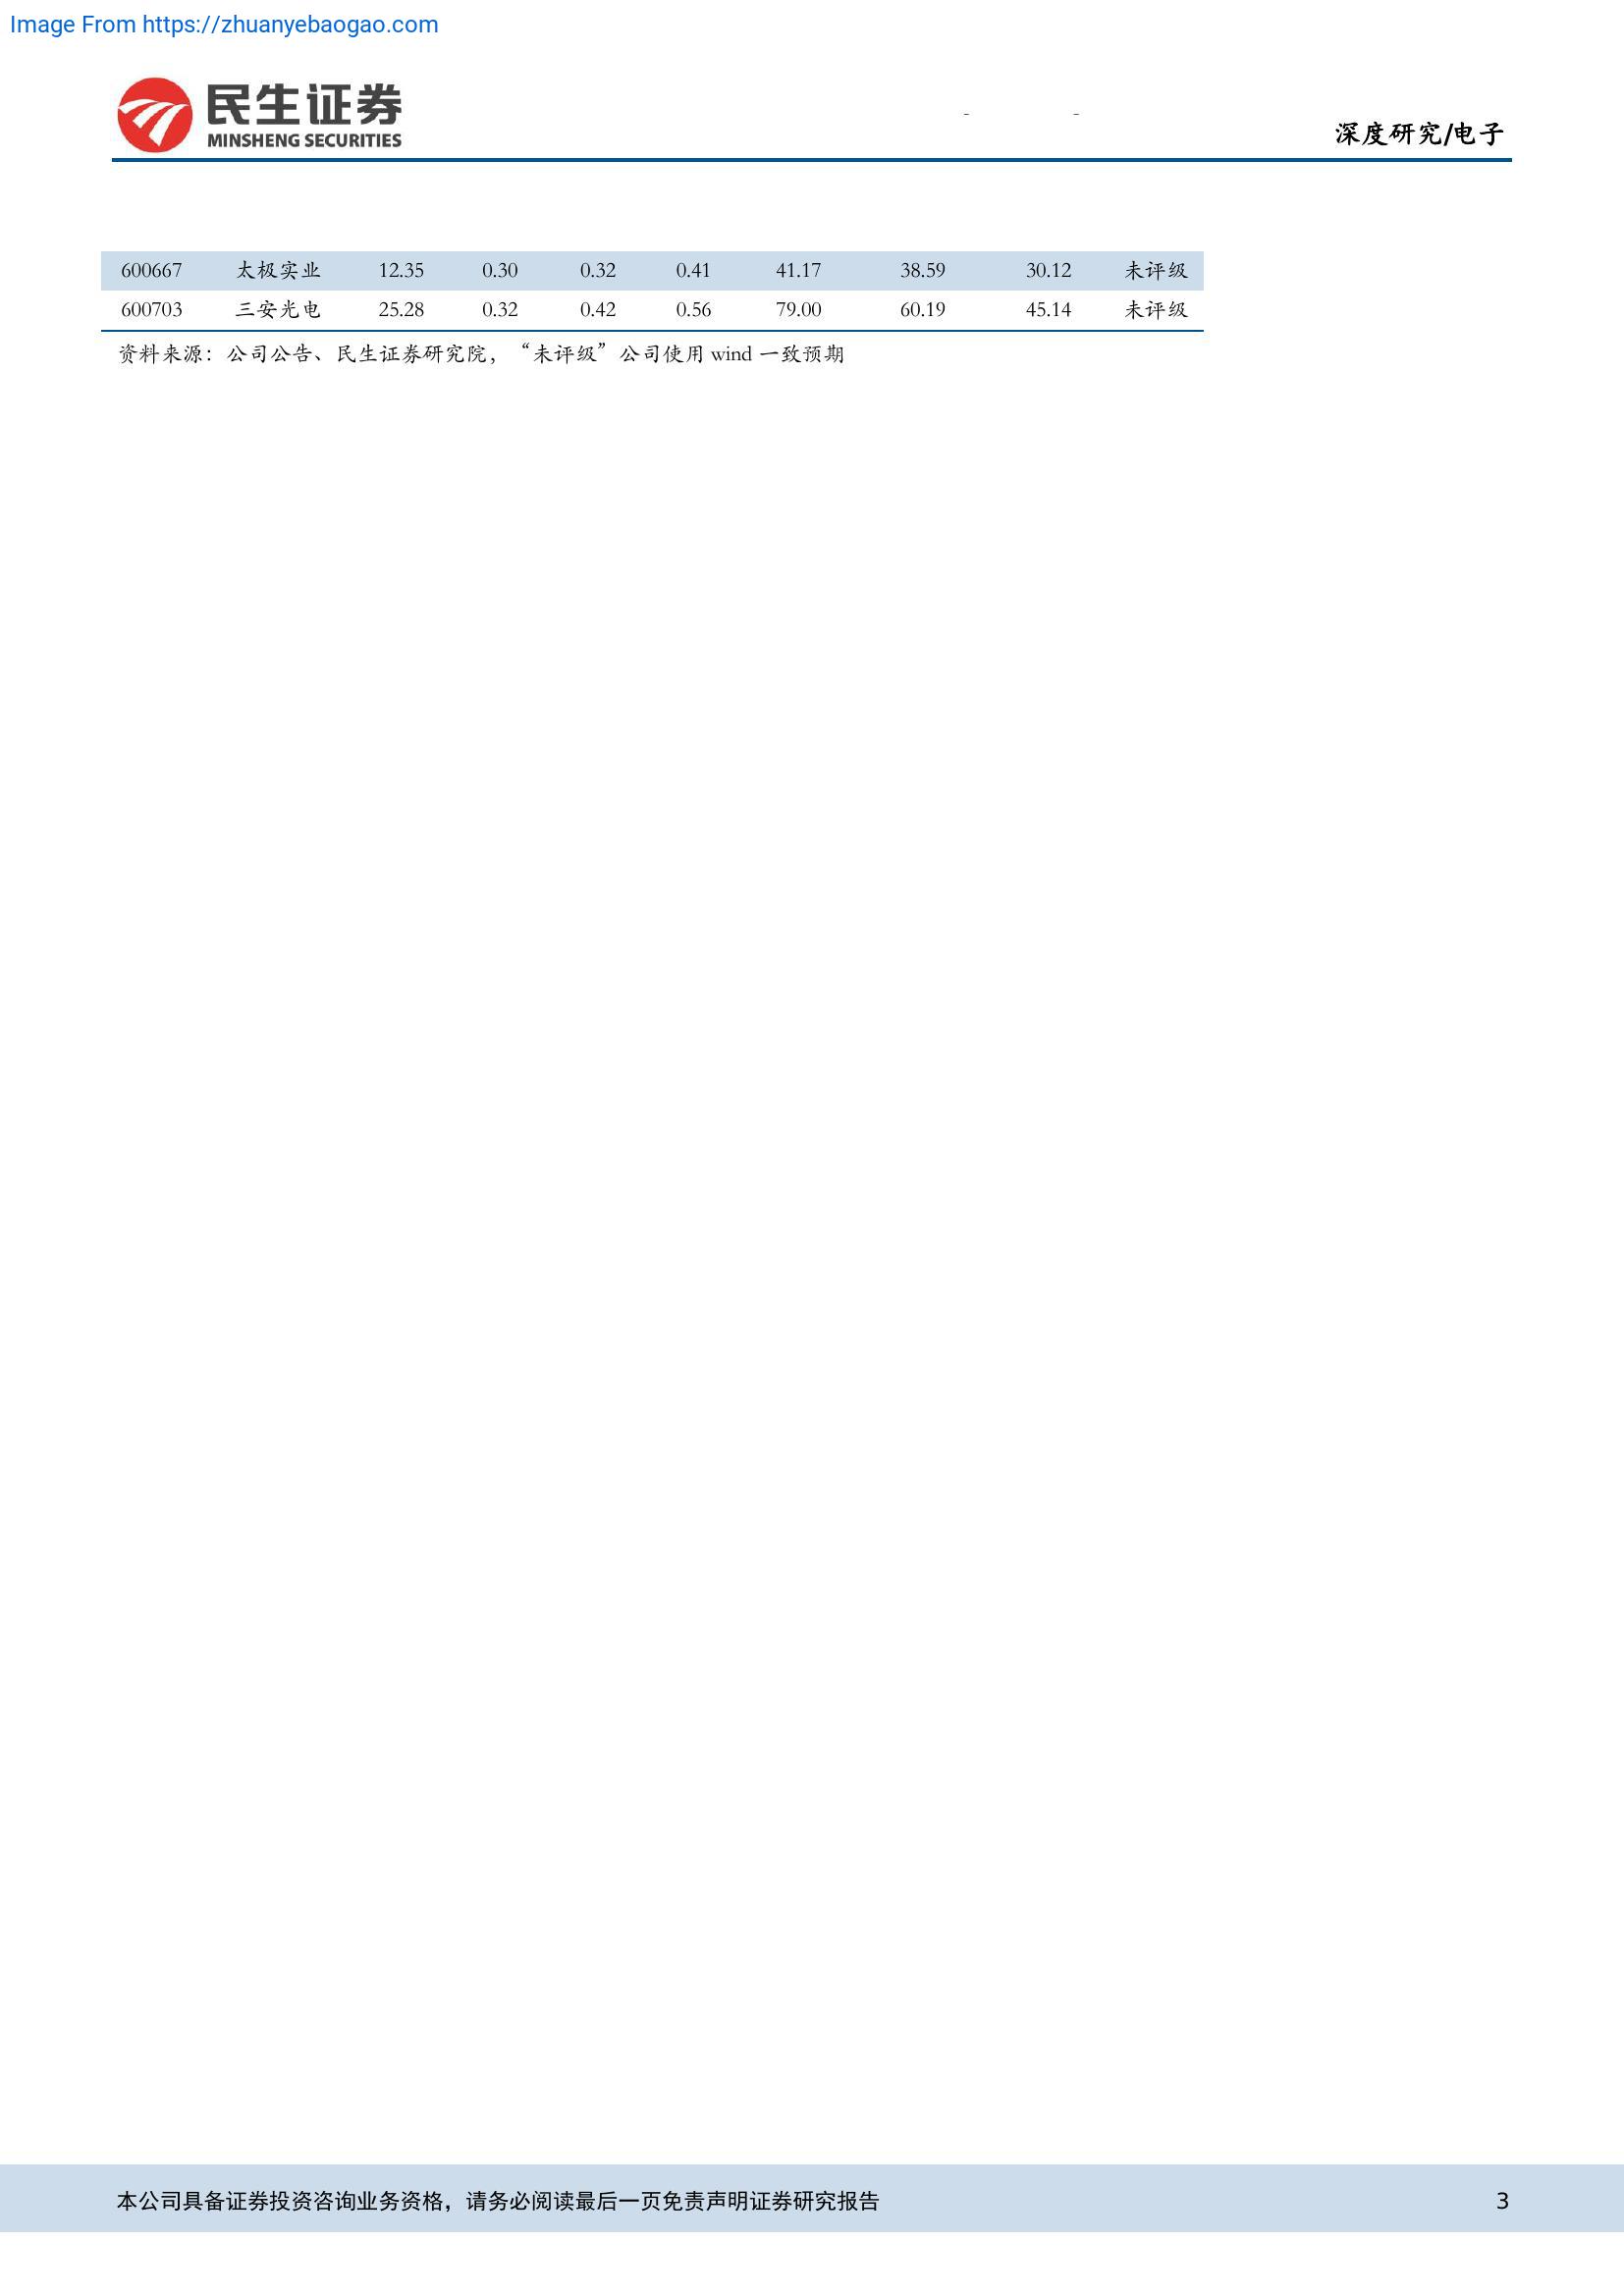 Image From https://zhuanyebaogao.com
民生证券
MINSHENG SECURITIES
深度研究/电子
600667 太极实业 12.35 0.30 0.32 0.41 41.17 38.59 30.12 未评级
600703 三安光电 25.28 0.32 0.42 0.56 79.00 60.19 45.14 未评级
资料来源：公司公告、民生证券研究院，“未评级”公司使用 wind 一致预期
本公司具备证券投资咨询业务资格，请务必阅读最后一页免责声明证券研究报告 3